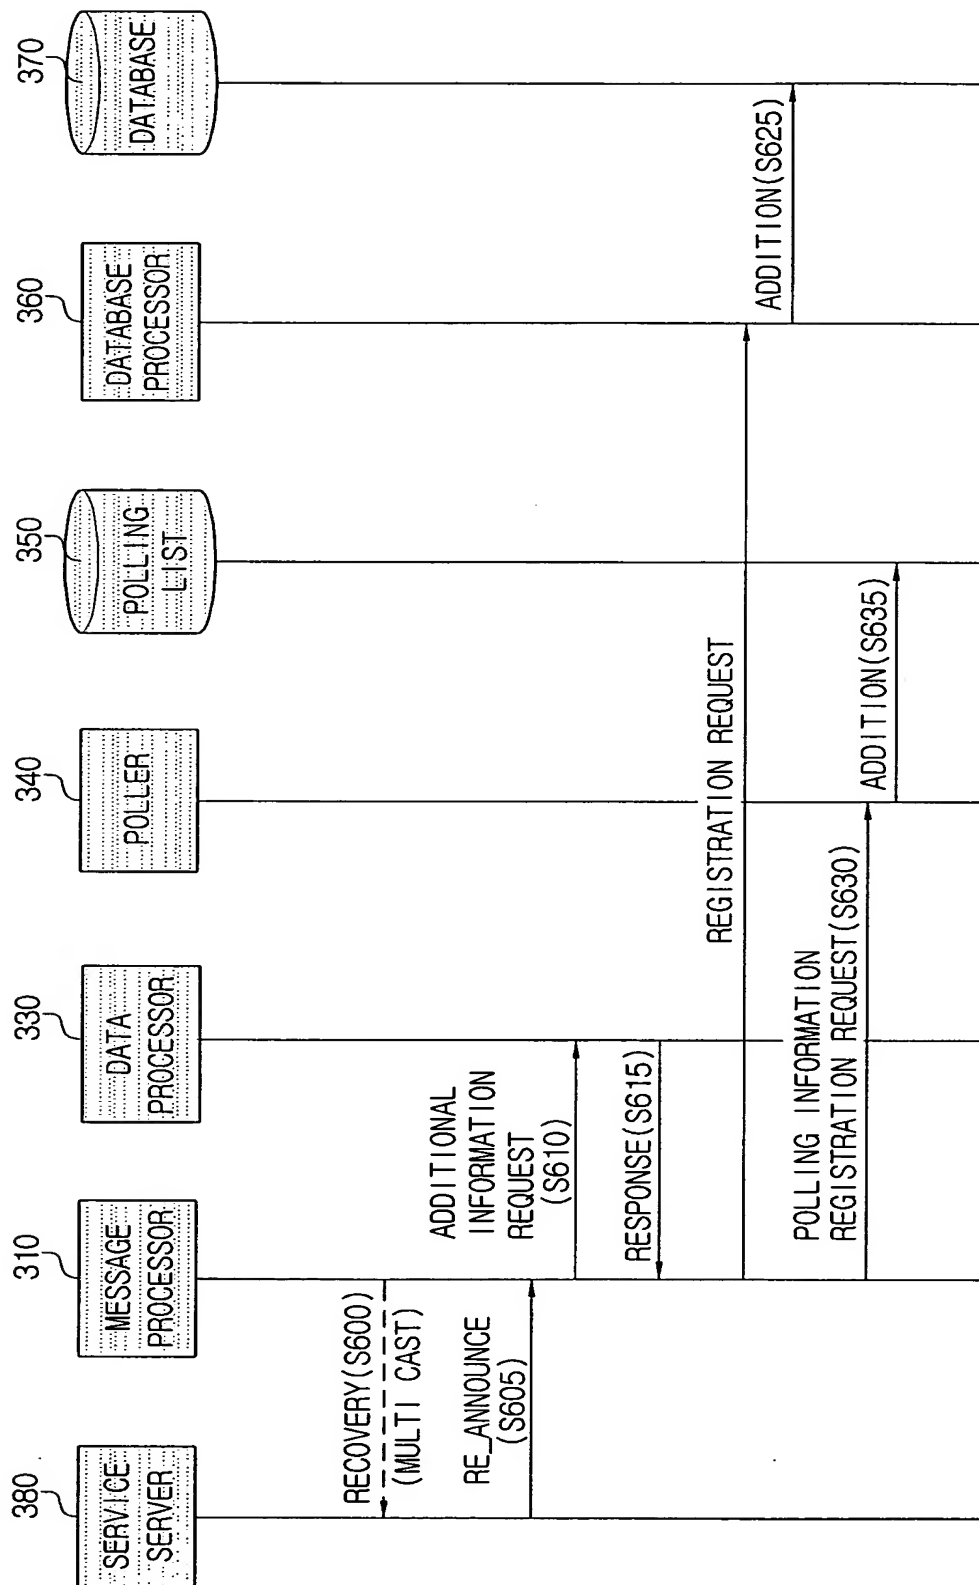 380
SERVICE
SERVER
310
MESSAGE
PROCESSOR
330
DATA
PROCESSOR
340
POLLER
350
POLLING
LIST
360
DATABASE
PROCESSOR
370
DATABASE
RECOVERY(S600)
(MULTI CAST)
RE_ANNOUNCE
(S605)
ADDITIONAL
INFORMATION
REQUEST
(S610)
RESPONSE(S615)
REGISTRATION REQUEST
ADDITION(S625)
POLLING INFORMATION
REGISTRATION REQUEST(S630)
ADDITION(S635)